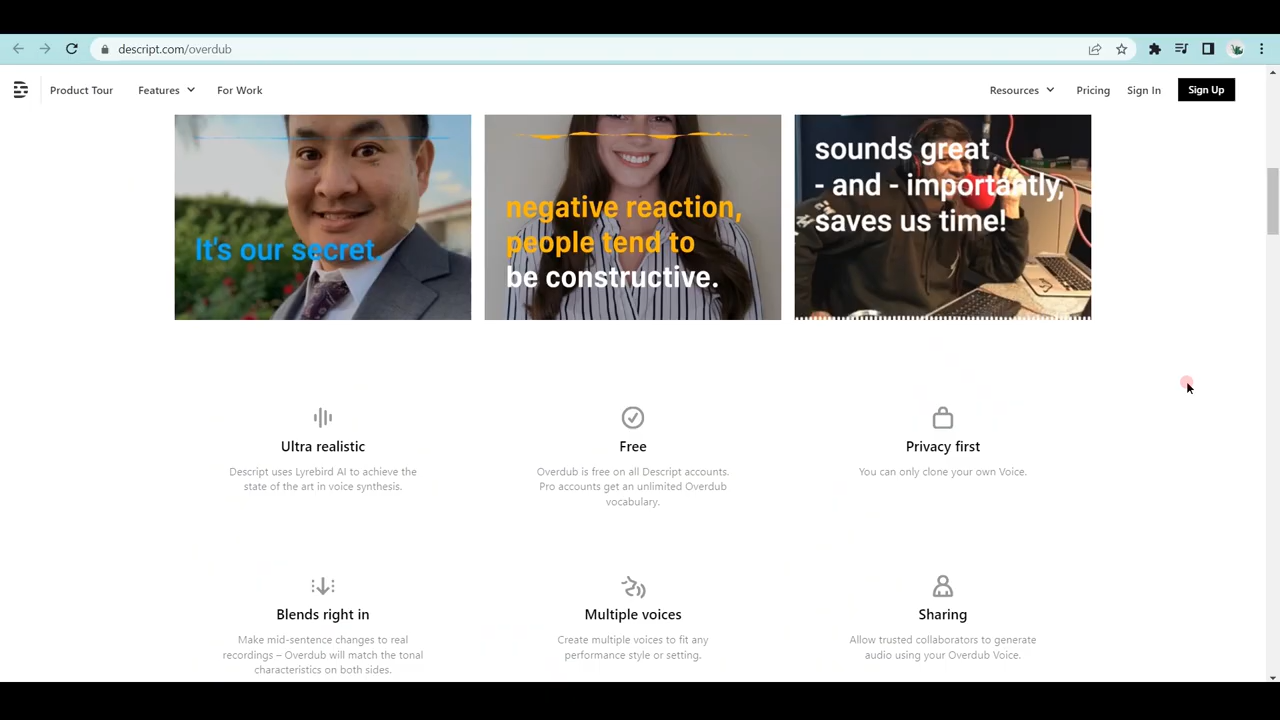 descript.com/overdub
Product Tour Features For Work Resources Pricing Sign In Sign Up
It's our secret.
negative reaction,
people tend to
be constructive.
sounds great
- and - importantly,
saves us time!
Ultra realistic
Descript uses Lyrebird AI to achieve the
state of the art in voice synthesis.
Free
Overdub is free on all Descript accounts.
Pro accounts get an unlimited Overdub
vocabulary.
Privacy first
You can only clone your own Voice.
Blends right in
Make mid-sentence changes to real
recordings – Overdub will match the tonal
characteristics on both sides.
Multiple voices
Create multiple voices to fit any
performance style or setting.
Sharing
Allow trusted collaborators to generate
audio using your Overdub Voice.